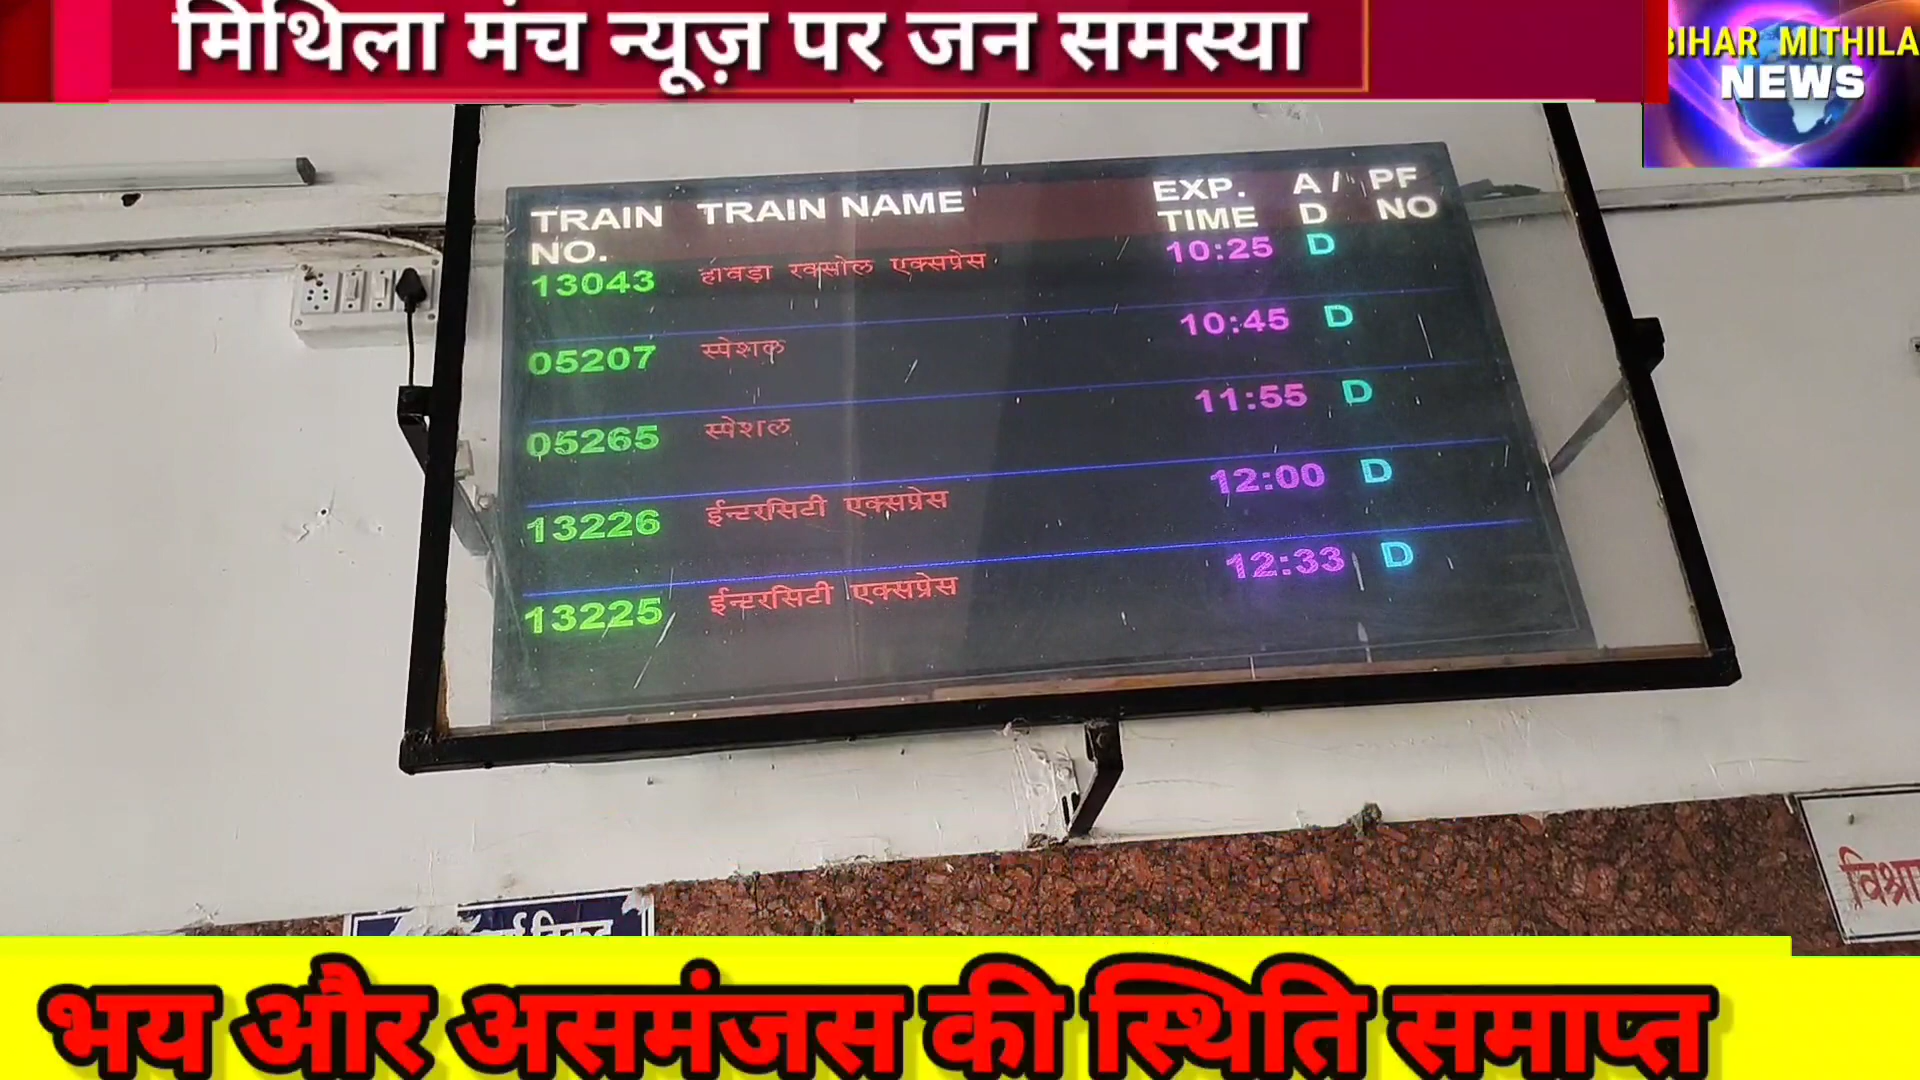 मिथिला मंच न्यूज़ पर जन समस्या
BIHAR MITHILA
NEWS
TRAIN NO. TRAIN NAME EXP. TIME A / D PF NO
13043 हावड़ा रक्सोल एक्सप्रेस 10:25 D
05207 स्पेशल 10:45 D
05265 स्पेशल 11:55 D
13226 ईन्टरसिटी एक्सप्रेस 12:00 D
13225 ईन्टरसिटी एक्सप्रेस 12:33 D
भय और असमंजस की स्थिति समाप्त